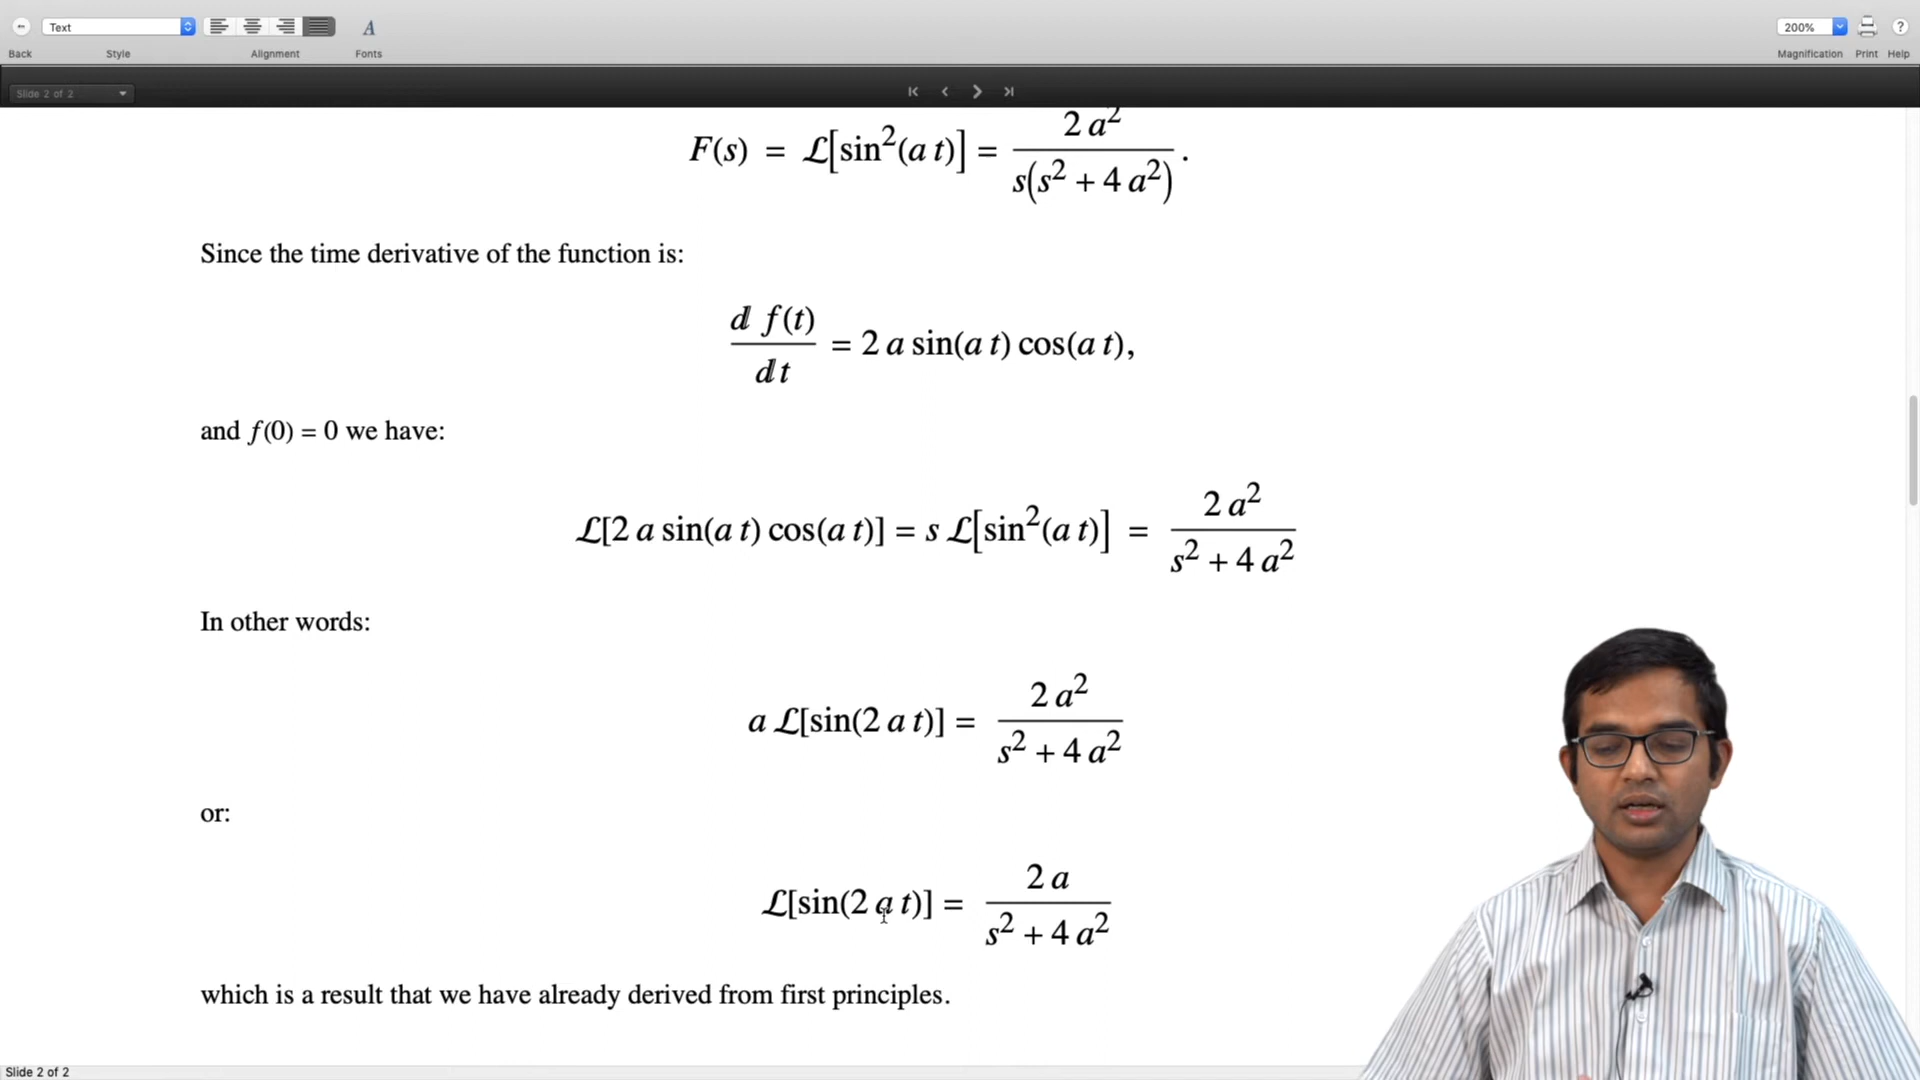 Text
200%
Back Style Alignment Fonts Magnification Print Help
Slide 2 of 2
F(s) = ℒ[sin²(a t)] = 2 a² / s(s² + 4 a²) .
Since the time derivative of the function is:
d f(t) / d t = 2 a sin(a t) cos(a t),
and f(0) = 0 we have:
ℒ[2 a sin(a t) cos(a t)] = s ℒ[sin²(a t)] = 2 a² / s² + 4 a²
In other words:
a ℒ[sin(2 a t)] = 2 a² / s² + 4 a²
or:
ℒ[sin(2 a t)] = 2 a / s² + 4 a²
which is a result that we have already derived from first principles.
Slide 2 of 2